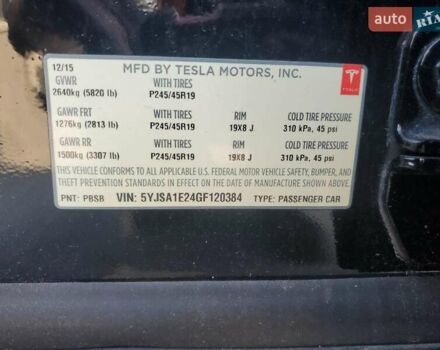 AUTO.RIA
12/15 MFD BY TESLA MOTORS, INC.
GVWR WITH TIRES
2640kg (5820 lb) P245/45R19
TESLA
GAWR FRT WITH TIRES RIM COLD TIRE PRESSURE
1276kg (2813 lb) P245/45R19 19X8 J 310 kPa, 45 psi
GAWR RR WITH TIRES RIM COLD TIRE PRESSURE
1500kg (3307 lb) P245/45R19 19X8 J 310 kPa, 45 psi
THIS VEHICLE CONFORMS TO ALL APPLICABLE U.S. FEDERAL MOTOR VEHICLE SAFETY, BUMPER, AND
THEFT PREVENTION STANDARDS IN EFFECT ON THE DATE OF MANUFACTURE SHOWN ABOVE.
PNT: PBSB VIN: 5YJSA1E24GF120384 TYPE: PASSENGER CAR